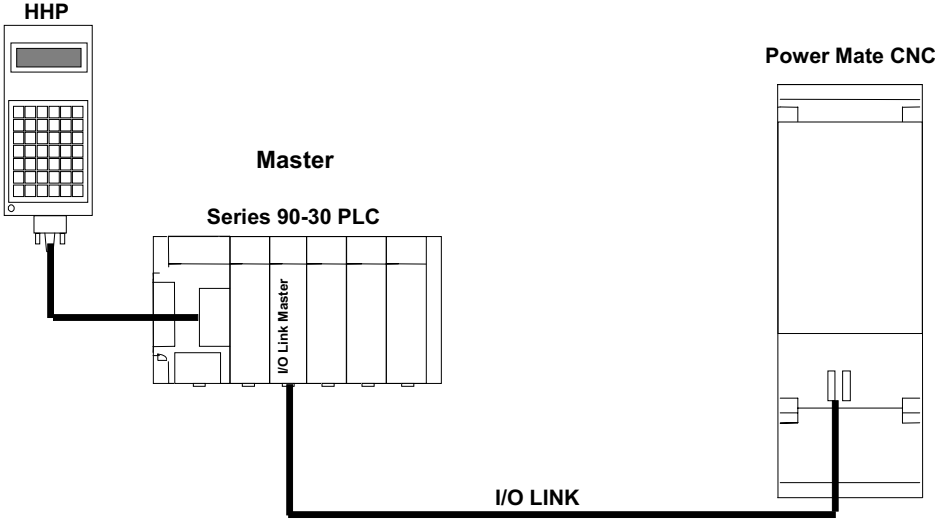 HHP
Power Mate CNC
Master
Series 90-30 PLC
I/O Link Master
I/O LINK